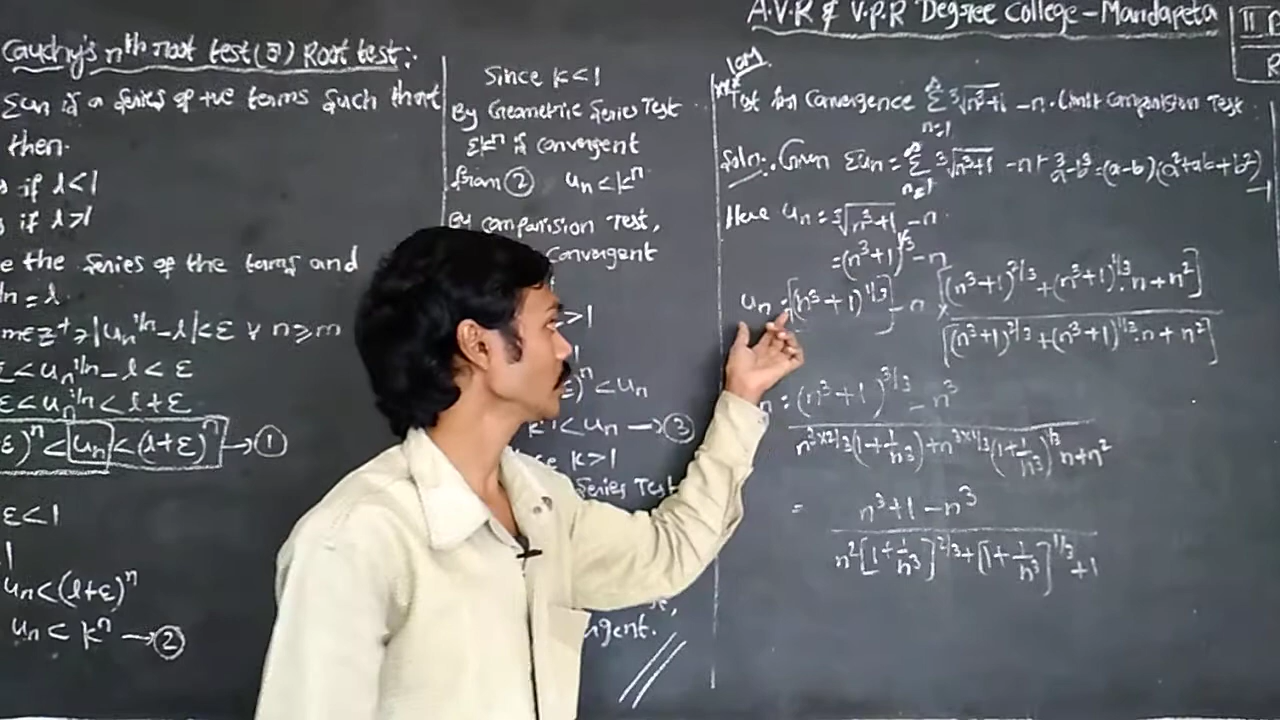 A.V.R & V.P.R Degree College - Mandapeta
II
R
Cauchy's nth root test (or) Root test:
Σun is a series of +ve terms such that
then.
if l<1
if l>1
the series of the terms and
= l.
m∈Z⁺ ∋ |un^1/n - l| < ε ∀ n≥m
< un^1/n - l < ε
ε < un^1/n < l+ε
ε)^n < un < (l+ε)^n → ①
ε<1
un < (l+ε)^n
un < k^n → ②
Since k<1
By Geometric Series Test
Σk^n is convergent
from ② un < k^n
By comparision Test,
Convergent
>1
)^n < un
< un → ③
k>1
Series Test
gent.
10M
Test for Convergence ∞ Σ n=1 ³√n³+1 - n. Limit comparision Test
Soln:. Given Σun = ∞ Σ n=1 ³√n³+1 - n | a³-b³ = (a-b)(a²+ab+b²)
Here un = ³√n³+1 - n
= (n³+1)^1/3 - n
un = [(n³+1)^1/3] - n × [(n³+1)^2/3 + (n³+1)^1/3 . n + n²]
[(n³+1)^2/3 + (n³+1)^1/3 . n + n²]
n = (n³+1)^3/3 - n³
n^3×2/3 (1+1/n³) + n^3×1/3 (1+1/n³)^1/3 n + n²
= n³+1 - n³
n² [1+1/n³]^2/3 + [1+1/n³]^1/3 + 1